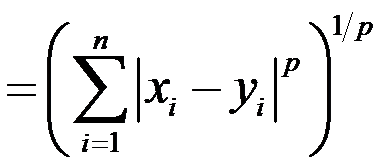 = ( ∑_{i=1}^{n} |x_i − y_i|^p )^{1/p}